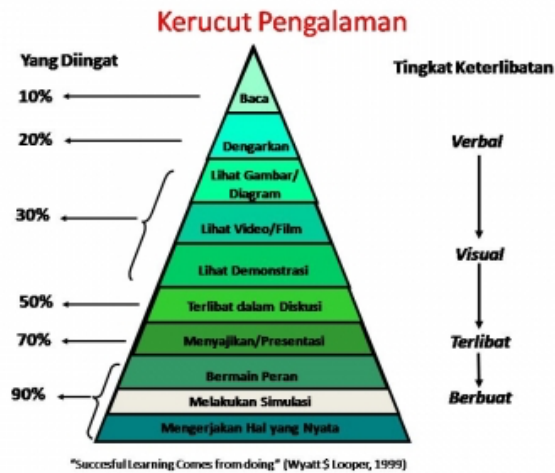 Kerucut Pengalaman
Yang Diingat
Tingkat Keterlibatan
10%
Baca
20%
Dengarkan
Verbal
Lihat Gambar/
Diagram
30%
Lihat Video/Film
Visual
Lihat Demonstrasi
50%
Terlibat dalam Diskusi
70%
Menyajikan/Presentasi
Terlibat
Bermain Peran
90%
Melakukan Simulasi
Berbuat
Mengerjakan Hal yang Nyata
"Succesful Learning Comes from doing" (Wyatt $ Looper, 1999)